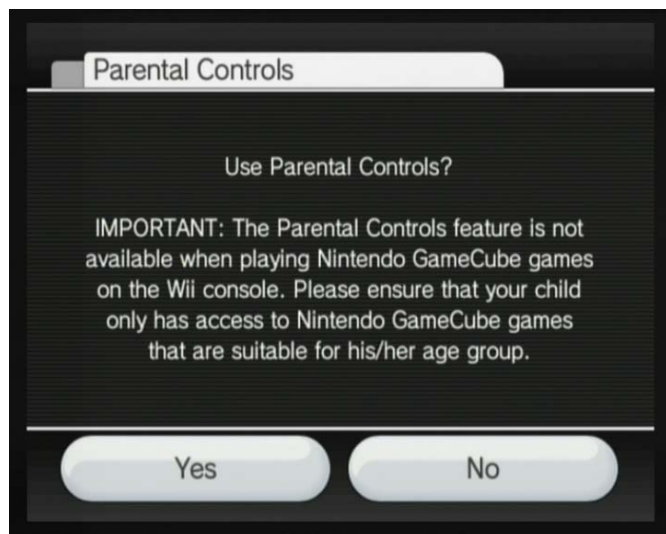 Parental Controls
Use Parental Controls?
IMPORTANT: The Parental Controls feature is not
available when playing Nintendo GameCube games
on the Wii console. Please ensure that your child
only has access to Nintendo GameCube games
that are suitable for his/her age group.
Yes
No